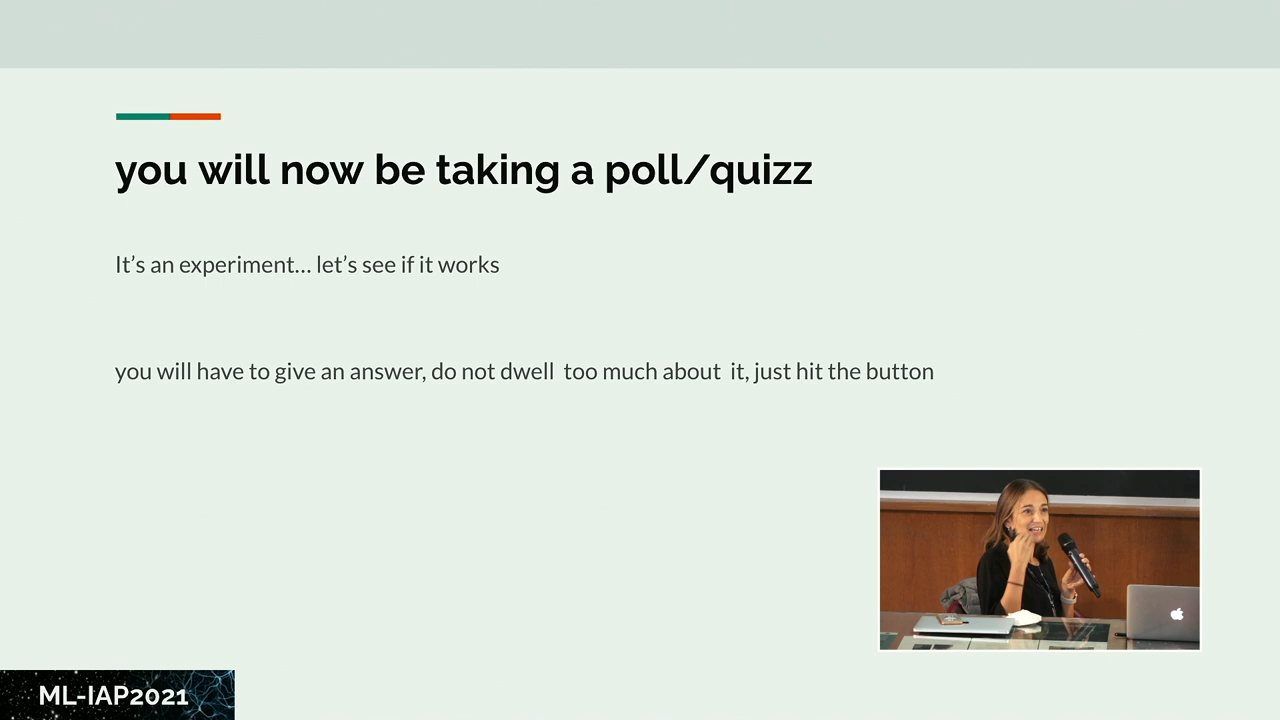 you will now be taking a poll/quizz
It's an experiment... let's see if it works
you will have to give an answer, do not dwell too much about it, just hit the button
ML-IAP2021